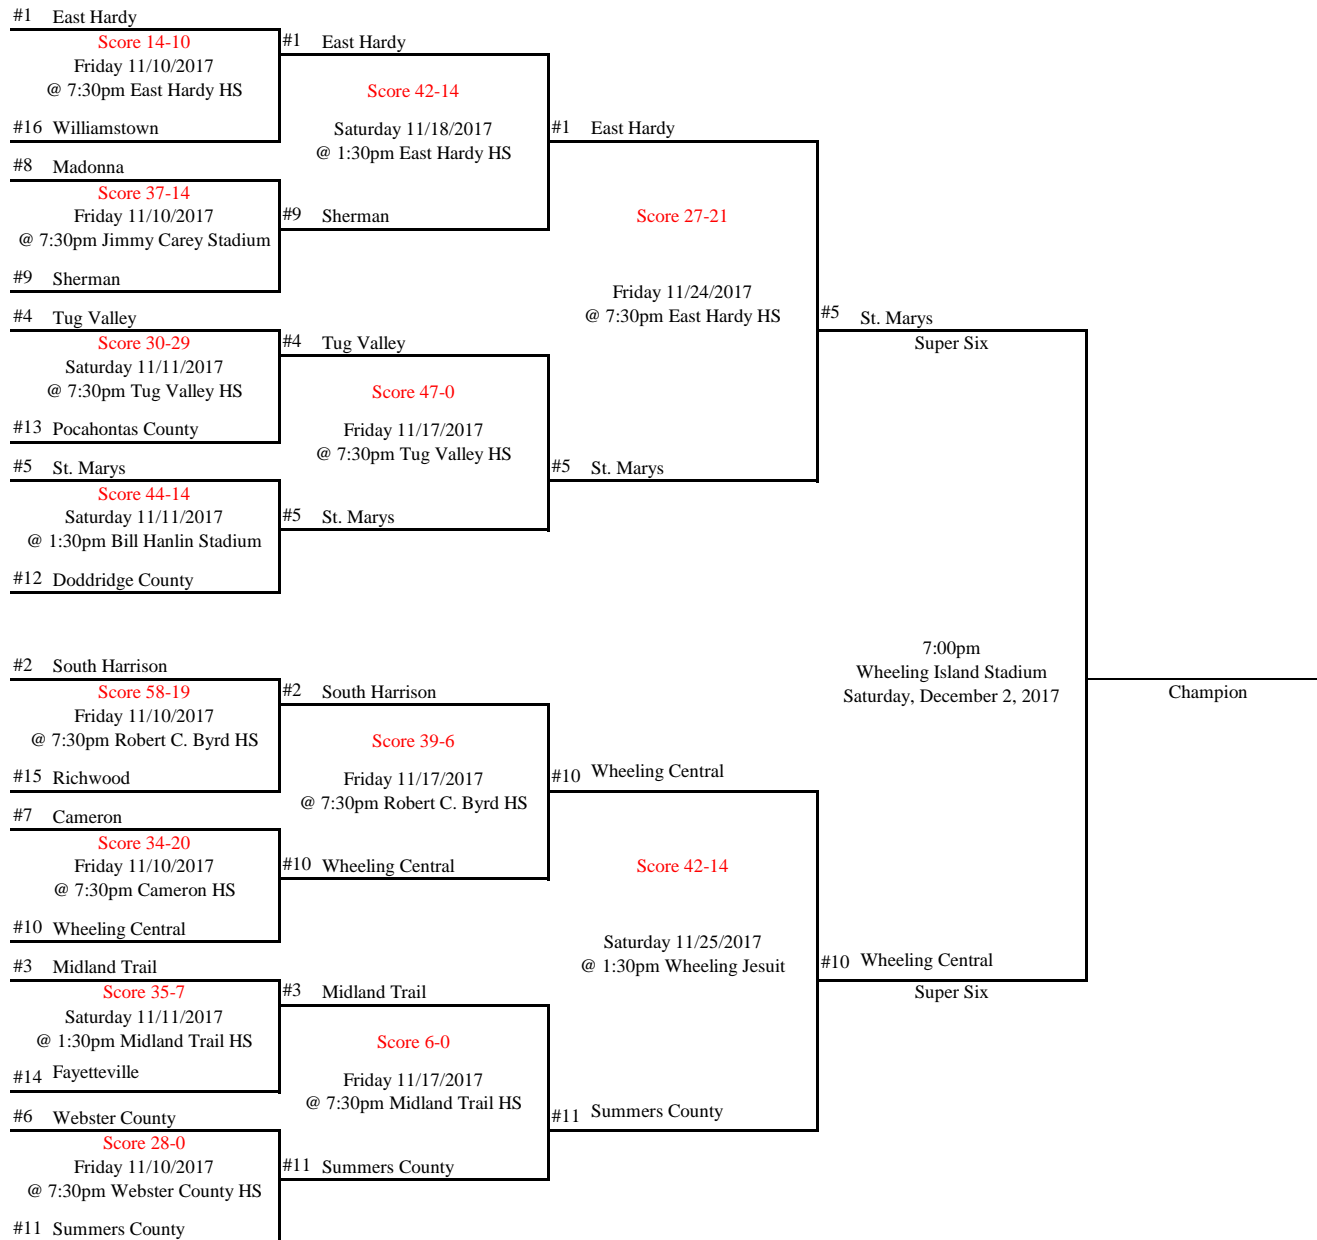 #1 East Hardy
Score 14-10
Friday 11/10/2017
@ 7:30pm East Hardy HS
#16 Williamstown
#8 Madonna
Score 37-14
Friday 11/10/2017
@ 7:30pm Jimmy Carey Stadium
#9 Sherman
#4 Tug Valley
Score 30-29
Saturday 11/11/2017
@ 7:30pm Tug Valley HS
#13 Pocahontas County
#5 St. Marys
Score 44-14
Saturday 11/11/2017
@ 1:30pm Bill Hanlin Stadium
#12 Doddridge County
#2 South Harrison
Score 58-19
Friday 11/10/2017
@ 7:30pm Robert C. Byrd HS
#15 Richwood
#7 Cameron
Score 34-20
Friday 11/10/2017
@ 7:30pm Cameron HS
#10 Wheeling Central
#3 Midland Trail
Score 35-7
Saturday 11/11/2017
@ 1:30pm Midland Trail HS
#14 Fayetteville
#6 Webster County
Score 28-0
Friday 11/10/2017
@ 7:30pm Webster County HS
#11 Summers County
#1 East Hardy
Score 42-14
Saturday 11/18/2017
@ 1:30pm East Hardy HS
#9 Sherman
#4 Tug Valley
Score 47-0
Friday 11/17/2017
@ 7:30pm Tug Valley HS
#5 St. Marys
#2 South Harrison
Score 39-6
Friday 11/17/2017
@ 7:30pm Robert C. Byrd HS
#10 Wheeling Central
#3 Midland Trail
Score 6-0
Friday 11/17/2017
@ 7:30pm Midland Trail HS
#11 Summers County
#1 East Hardy
Score 27-21
Friday 11/24/2017
@ 7:30pm East Hardy HS
#5 St. Marys
#10 Wheeling Central
Score 42-14
Saturday 11/25/2017
@ 1:30pm Wheeling Jesuit
#11 Summers County
#5 St. Marys
Super Six
7:00pm
Wheeling Island Stadium
Saturday, December 2, 2017
#10 Wheeling Central
Super Six
Champion